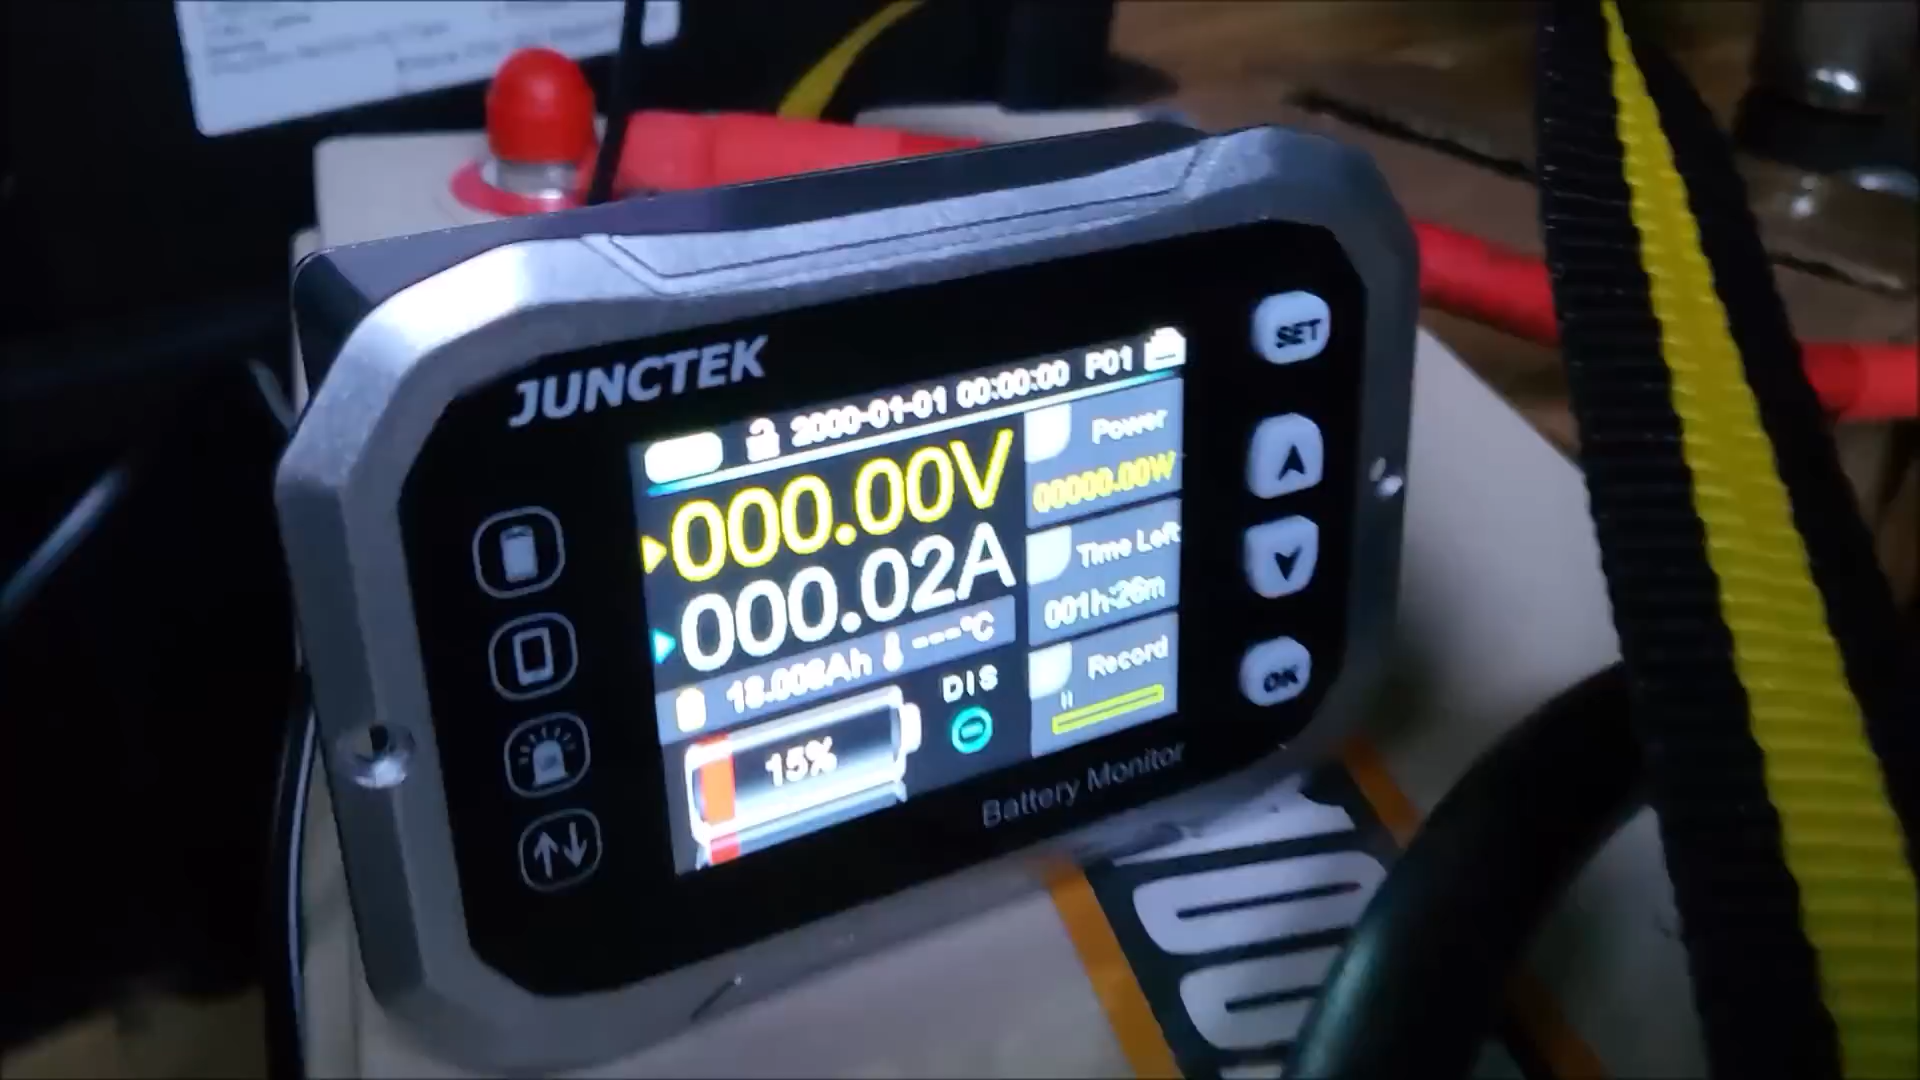 JUNCTEK
2000-01-01 00:00:00 P01
000.00V
000.02A
Power
00000.00W
Time Left
001h:26m
Record
---°C
DIS
15%
Battery Monitor
SET
OK